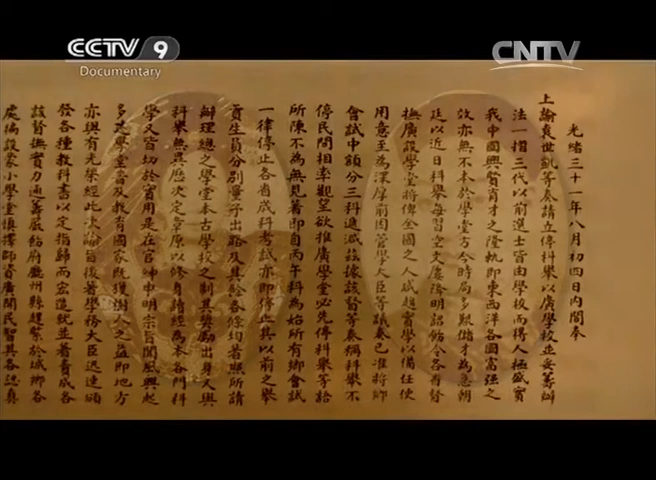 CCTV 9
Documentary
CNTV
光緒三十一年八月初四日內閣奉
上諭袁世凱等奏請立停科舉以廣學校並妥籌辦
法一摺三代以前選士皆由學校而得人極盛實
我中國興賢育才之隆軌即東西洋各國富強之
效亦無不本於學堂方今時局多艱儲才為急朝
廷以近日科舉每習空文屢降明詔飭令各省督
撫廣設學堂將俾全國之人咸趨實學以備任使
用意至為深厚前因管學大臣等議奏已准將鄉
會試中額分三科遞減茲據該督等奏稱科舉不
停民間相率觀望欲推廣學堂必先停科舉等語
所陳不為無見著即自丙午科為始所有鄉會試
一律停止各省歲科考試亦即停止其以前之舉
貢生員分別量予出路及其餘各條均著照所請
辦理總之學堂本古學校之制其獎勵出身又與
科舉無異歷次定章原以修身讀經為本各門科
學又皆切於實用是在官紳申明宗旨聞風興起
多建學堂普及教育國家既獲樹人之益即地方
亦與有光榮經此次諭旨後著學務大臣迅速頒
發各種教科書以定指歸而宏造就並著責成各
該督撫實力通籌嚴飭府廳州縣趕緊於城鄉各
處遍設蒙小學堂慎擇師資廣開民智其各認真